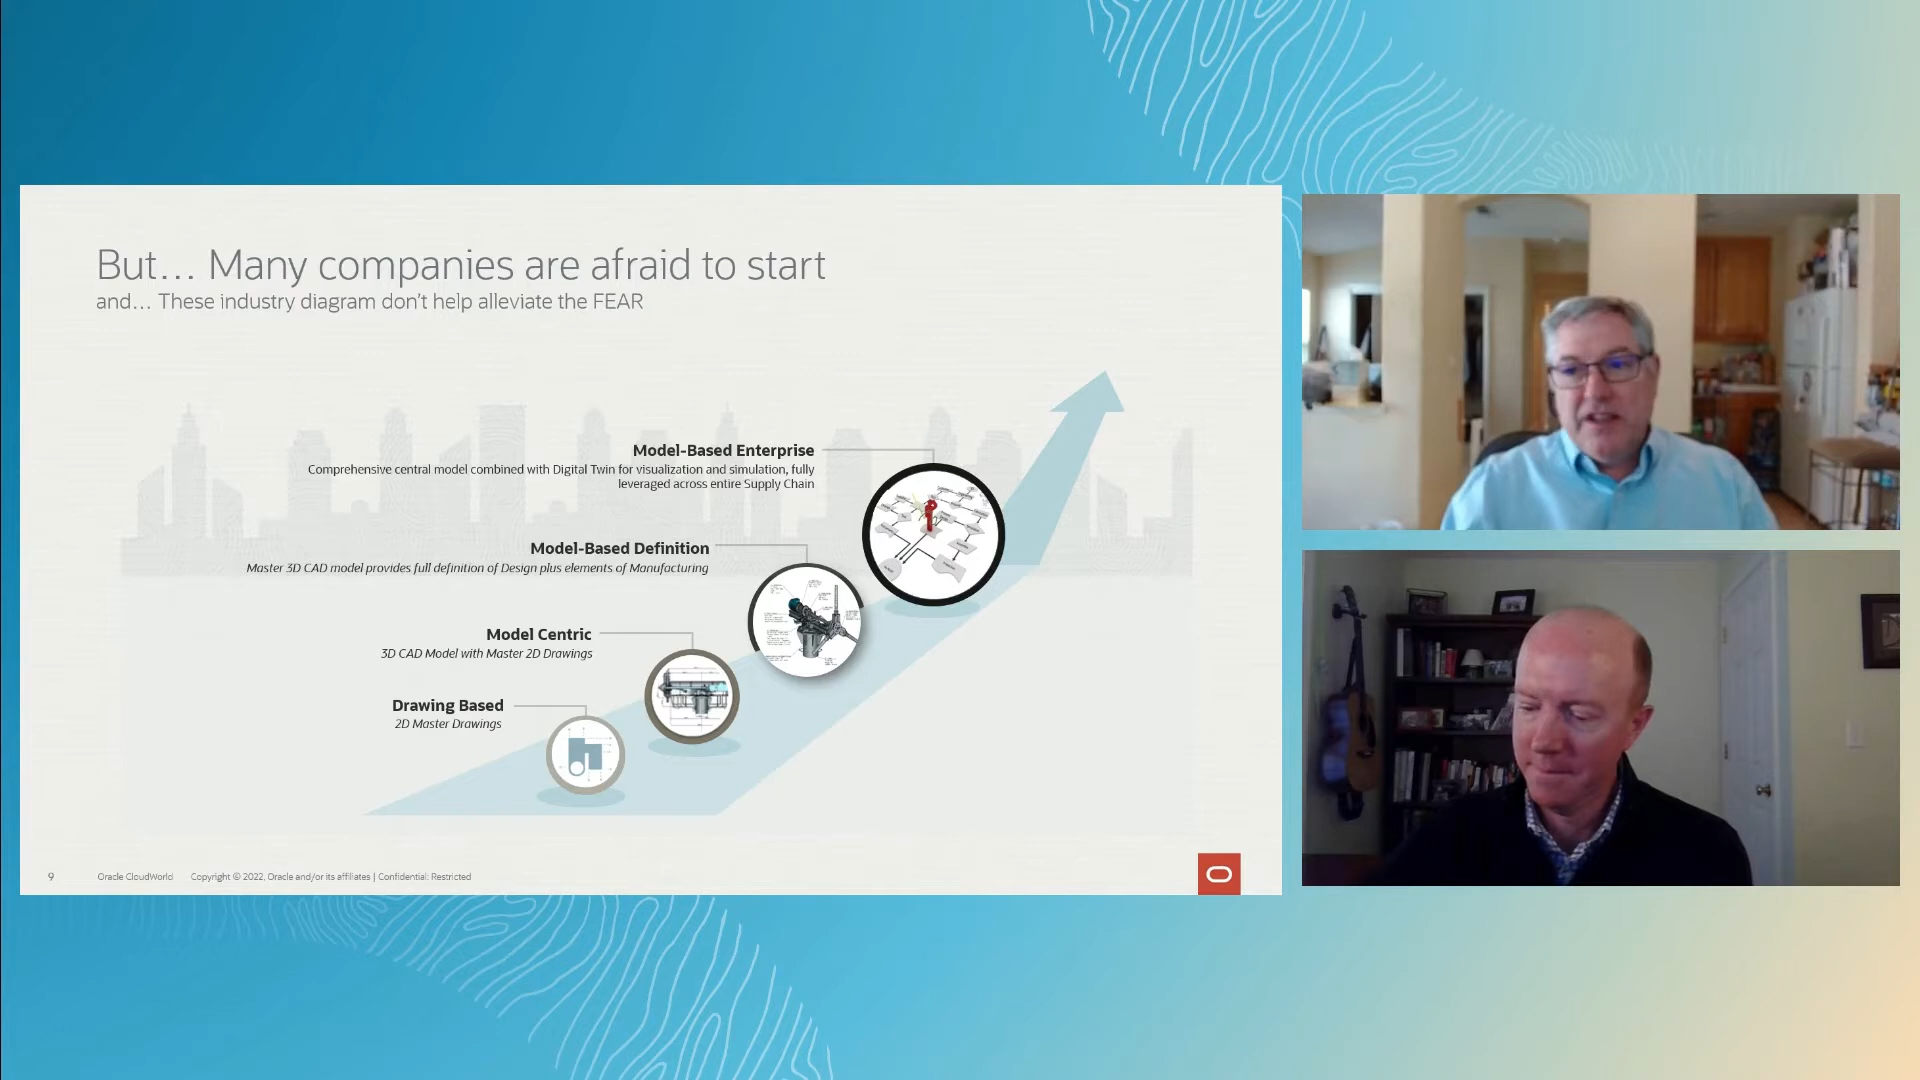 But... Many companies are afraid to start
and... These industry diagram don't help alleviate the FEAR
Model-Based Enterprise
Comprehensive central model combined with Digital Twin for visualization and simulation, fully
leveraged across entire Supply Chain
Model-Based Definition
Master 3D CAD model provides full definition of Design plus elements of Manufacturing
Model Centric
3D CAD Model with Master 2D Drawings
Drawing Based
2D Master Drawings
9 Oracle CloudWorld Copyright © 2022, Oracle and/or its affiliates | Confidential: Restricted